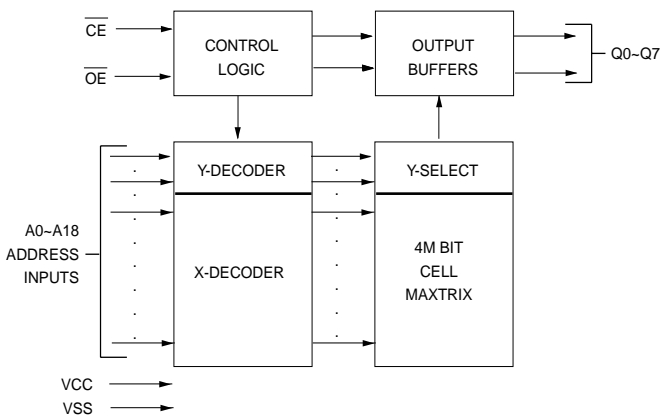 CE
OE
CONTROL
LOGIC
OUTPUT
BUFFERS
Q0~Q7
A0~A18
ADDRESS
INPUTS
Y-DECODER
Y-SELECT
X-DECODER
4M BIT
CELL
MAXTRIX
VCC
VSS